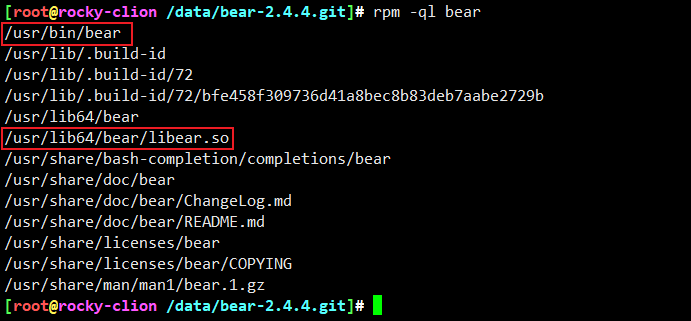 [root@rocky-clion /data/bear-2.4.4.git]# rpm -ql bear
/usr/bin/bear
/usr/lib/.build-id
/usr/lib/.build-id/72
/usr/lib/.build-id/72/bfe458f309736d41a8bec8b83deb7aabe2729b
/usr/lib64/bear
/usr/lib64/bear/libear.so
/usr/share/bash-completion/completions/bear
/usr/share/doc/bear
/usr/share/doc/bear/ChangeLog.md
/usr/share/doc/bear/README.md
/usr/share/licenses/bear
/usr/share/licenses/bear/COPYING
/usr/share/man/man1/bear.1.gz
[root@rocky-clion /data/bear-2.4.4.git]#